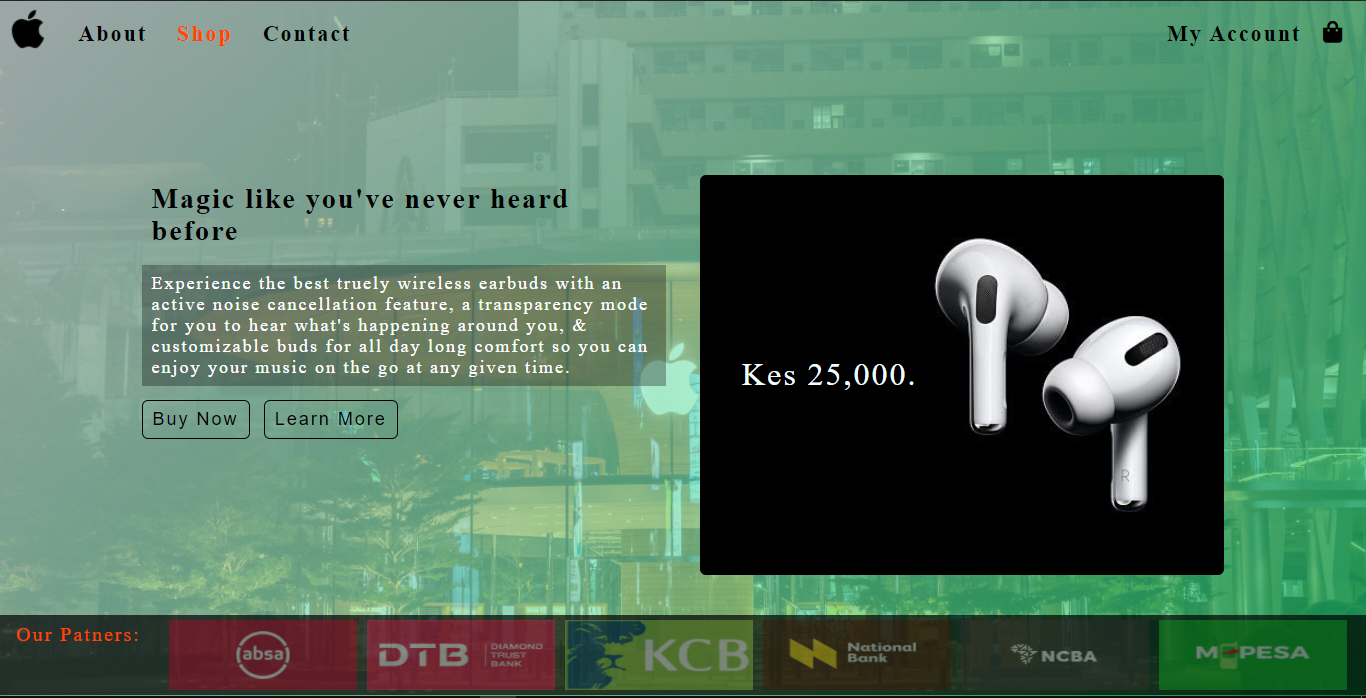 About Shop Contact My Account
Magic like you've never heard
before
Experience the best truely wireless earbuds with an
active noise cancellation feature, a transparency mode
for you to hear what's happening around you, &
customizable buds for all day long comfort so you can
enjoy your music on the go at any given time.
Buy Now Learn More
Kes 25,000.
R
Our Patners:
absa
DTB DIAMOND
TRUST
BANK
KCB
National
Bank
NCBA
M-PESA